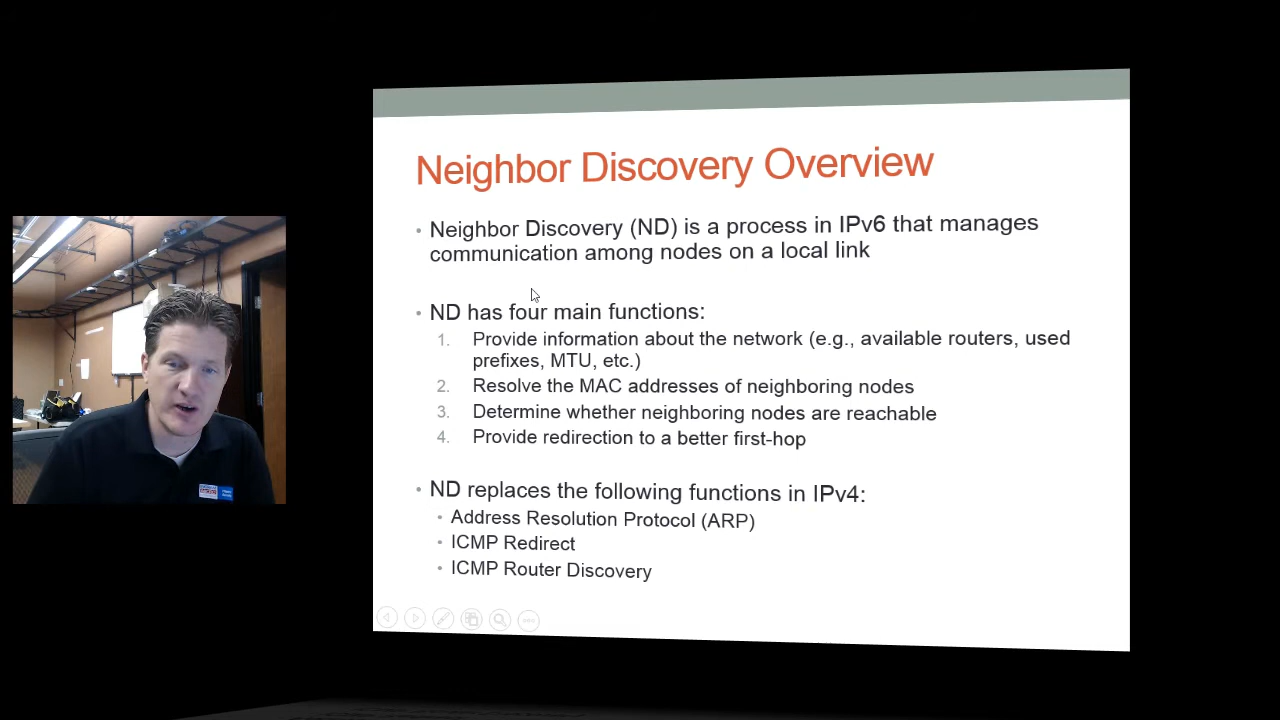 Neighbor Discovery Overview
• Neighbor Discovery (ND) is a process in IPv6 that manages
communication among nodes on a local link
• ND has four main functions:
1. Provide information about the network (e.g., available routers, used
prefixes, MTU, etc.)
2. Resolve the MAC addresses of neighboring nodes
3. Determine whether neighboring nodes are reachable
4. Provide redirection to a better first-hop
• ND replaces the following functions in IPv4:
• Address Resolution Protocol (ARP)
• ICMP Redirect
• ICMP Router Discovery